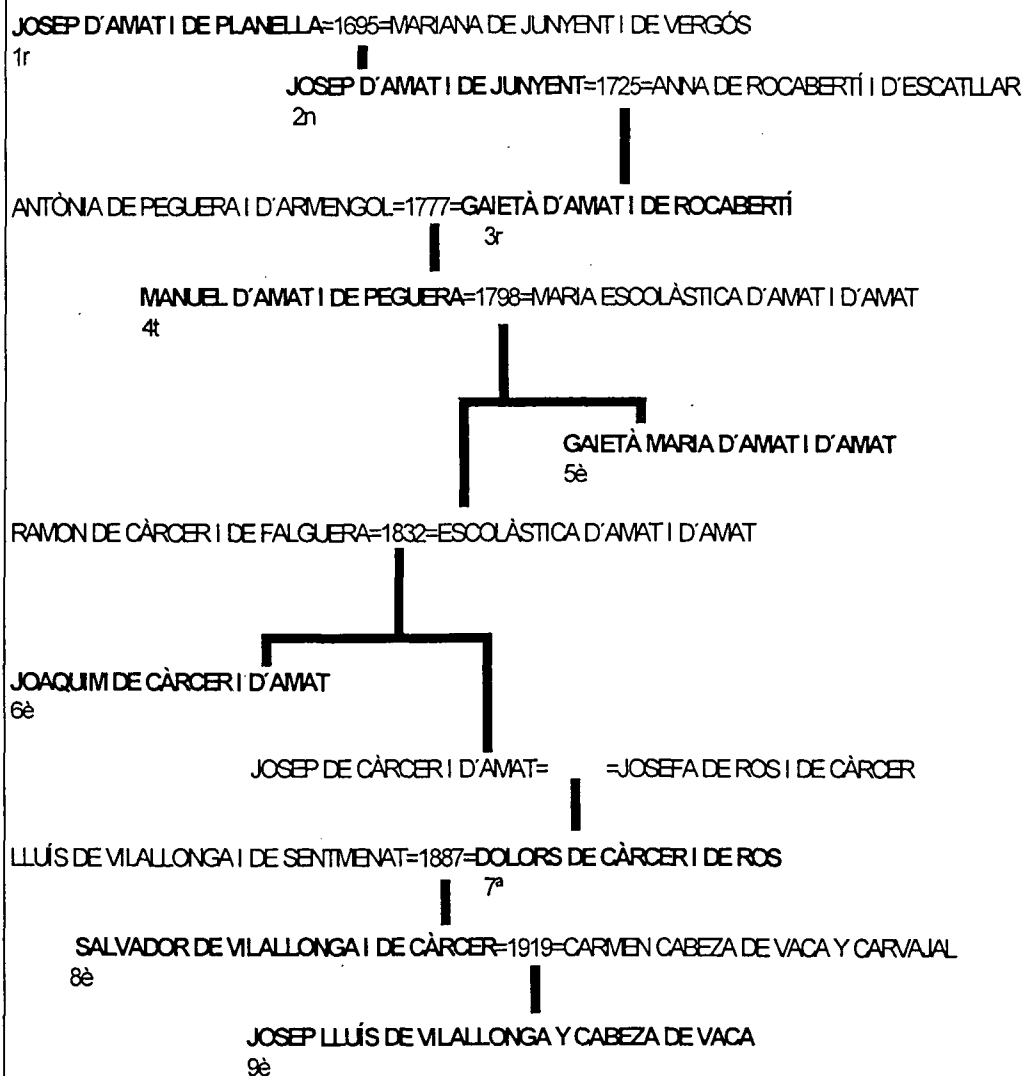 JOSEP D´AMAT I DE PLANELLA=1695=MARIANA DE JUNYENT I DE VERGÓS
1r
JOSEP D´AMAT I DE JUNYENT=1725=ANNA DE ROCABERTÍ I D´ESCATLLAR
2n
ANTÒNIA DE PEGUERA I D´ARMENGOL=1777=GAIETÀ D´AMAT I DE ROCABERTÍ
3r
MANUEL D´AMAT I DE PEGUERA=1798=MARIA ESCOLÀSTICA D´AMAT I D´AMAT
4t
GAIETÀ MARIA D´AMAT I D´AMAT
5è
RAMON DE CÀRCER I DE FALGUERA=1832=ESCOLÀSTICA D´AMAT I D´AMAT
JOAQUIM DE CÀRCER I D´AMAT
6è
JOSEP DE CÀRCER I D´AMAT= =JOSEFA DE ROS I DE CÀRCER
LLUÍS DE VILALLONGA I DE SENTMENAT=1887=DOLORS DE CÀRCER I DE ROS
7ª
SALVADOR DE VILALLONGA I DE CÀRCER=1919=CARMEN CABEZA DE VACA Y CARVAJAL
8è
JOSEP LLUÍS DE VILALLONGA Y CABEZA DE VACA
9è